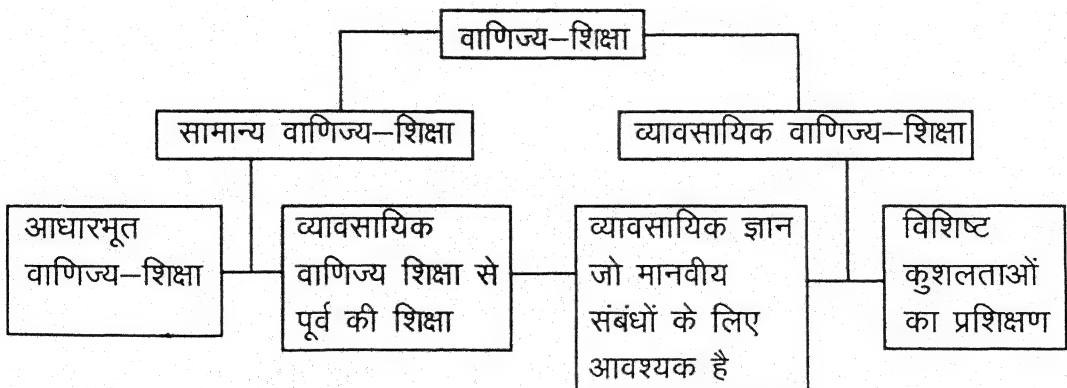 वाणिज्य–शिक्षा
सामान्य वाणिज्य–शिक्षा
व्यावसायिक वाणिज्य–शिक्षा
आधारभूत
वाणिज्य–शिक्षा
व्यावसायिक
वाणिज्य शिक्षा से
पूर्व की शिक्षा
व्यावसायिक ज्ञान
जो मानवीय
संबंधों के लिए
आवश्यक है
विशिष्ट
कुशलताओं
का प्रशिक्षण